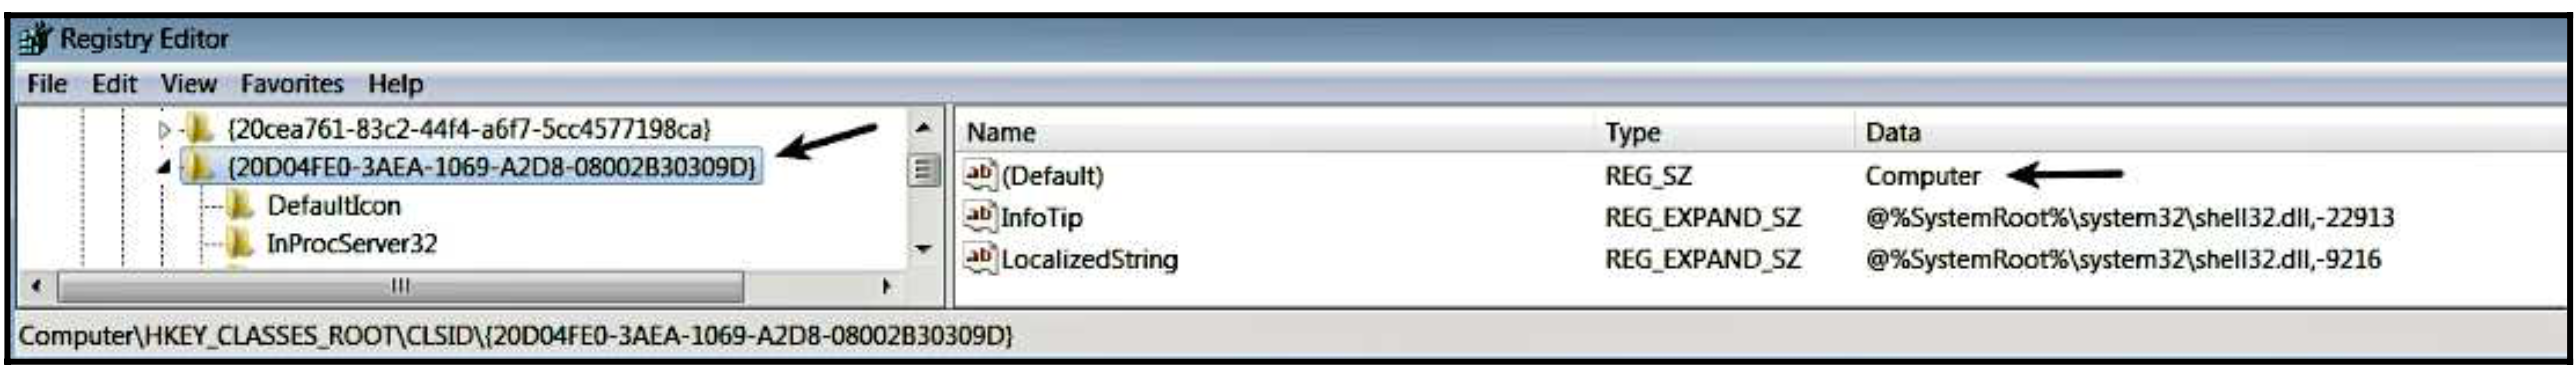 Registry Editor
File Edit View Favorites Help
{20cea761-83c2-44f4-a6f7-5cc4577198ca}
{20D04FE0-3AEA-1069-A2D8-08002B30309D}
DefaultIcon
InProcServer32
Name Type Data
(Default) REG_SZ Computer
InfoTip REG_EXPAND_SZ @%SystemRoot%\system32\shell32.dll,-22913
LocalizedString REG_EXPAND_SZ @%SystemRoot%\system32\shell32.dll,-9216
Computer\HKEY_CLASSES_ROOT\CLSID\{20D04FE0-3AEA-1069-A2D8-08002B30309D}